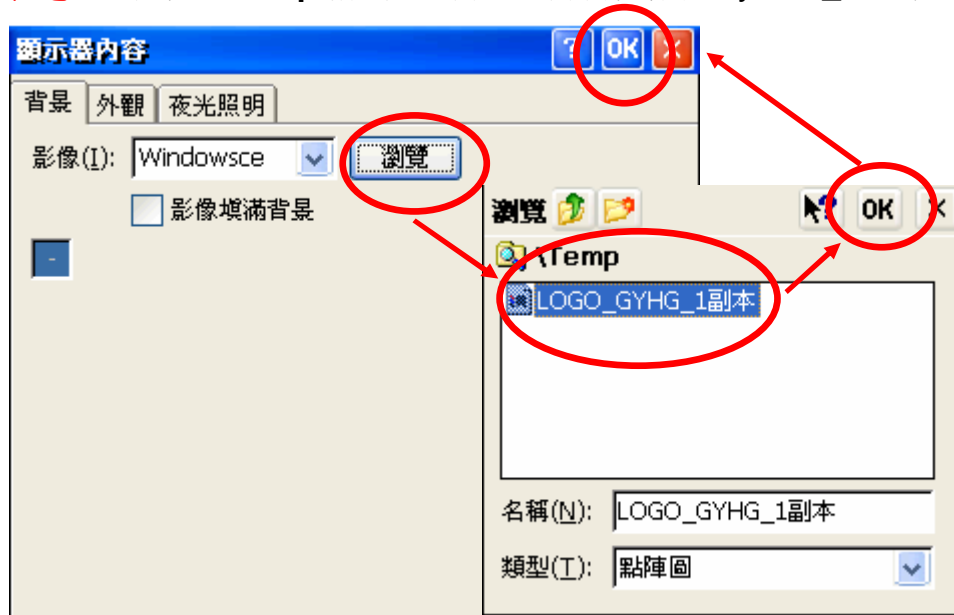 顯示器內容 ? OK ×
背景 外觀 夜光照明
影像(I): Windowsce 瀏覽
影像填滿背景
-
瀏覽 ? OK ×
\Temp
LOGO_GYHG_1副本
名稱(N): LOGO_GYHG_1副本
類型(T): 點陣圖